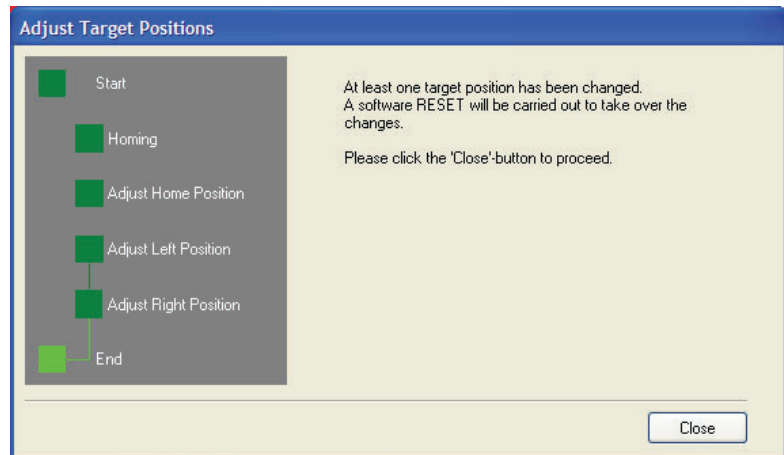 Adjust Target Positions
Start
Homing
Adjust Home Position
Adjust Left Position
Adjust Right Position
End
At least one target position has been changed.
A software RESET will be carried out to take over the
changes.
Please click the 'Close'-button to proceed.
Close